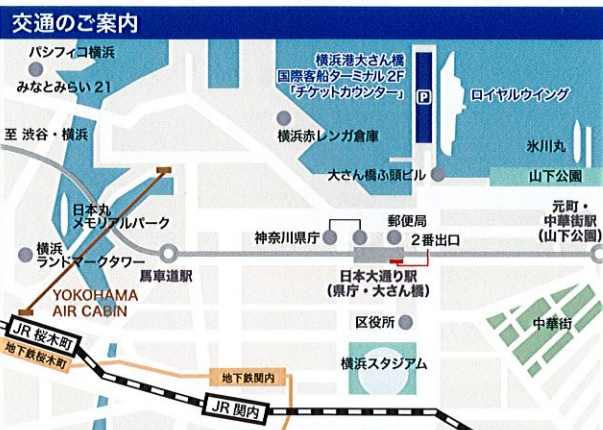 交通のご案内
パシフィコ横浜
みなとみらい21
横浜港大さん橋
国際客船ターミナル2F
「チケットカウンター」
P
ロイヤルウイング
至 渋谷・横浜
横浜赤レンガ倉庫
氷川丸
大さん橋ふ頭ビル
山下公園
日本丸
メモリアルパーク
元町・
中華街駅
(山下公園)
神奈川県庁
郵便局
2番出口
横浜
ランドマークタワー
馬車道駅
日本大通り駅
(県庁・大さん橋)
YOKOHAMA
AIR CABIN
区役所
中華街
JR 桜木町
地下鉄桜木町
横浜スタジアム
地下鉄関内
JR 関内